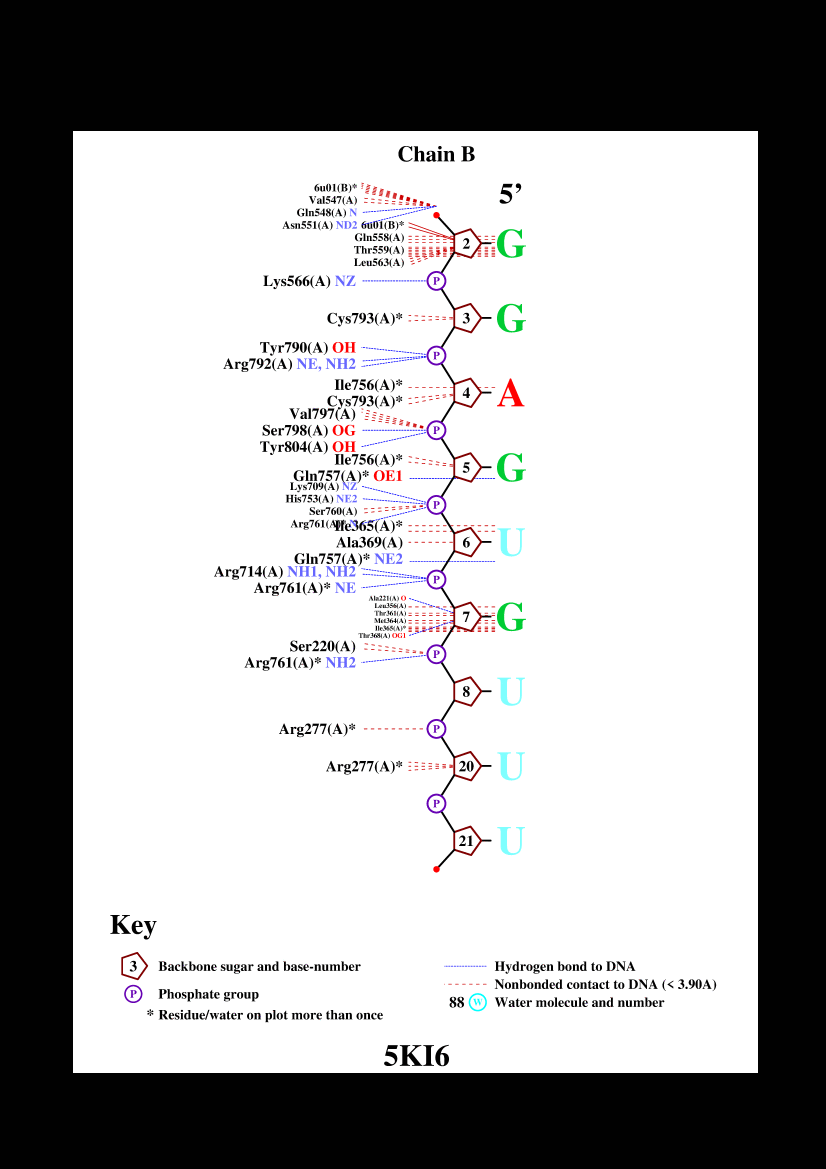 Chain B
5’
6u01(B)*
Val547(A)
Gln548(A) N
Asn551(A) ND2
6u01(B)*
Gln558(A)
2 G
Thr559(A)
Leu563(A)
Lys566(A) NZ
P
Cys793(A)*
3 G
Tyr790(A) OH
P
Arg792(A) NE, NH2
Ile756(A)*
4 A
Cys793(A)*
Val797(A)
Ser798(A) OG
P
Tyr804(A) OH
Ile756(A)*
5 G
Gln757(A)* OE1
Lys709(A) NZ
His753(A) NE2
P
Ser760(A)
Arg761(A)*
Ile365(A)*
Ala369(A)
6 U
Gln757(A)* NE2
Arg714(A) NH1, NH2
P
Arg761(A)* NE
Ala221(A) O
Leu356(A)
Thr361(A)
7 G
Met364(A)
Ile365(A)*
Thr368(A) OG1
Ser220(A)
P
Arg761(A)* NH2
8 U
Arg277(A)*
P
Arg277(A)*
20 U
P
21 U
Key
3 Backbone sugar and base-number
P Phosphate group
* Residue/water on plot more than once
Hydrogen bond to DNA
Nonbonded contact to DNA (< 3.90A)
88 W Water molecule and number
5KI6